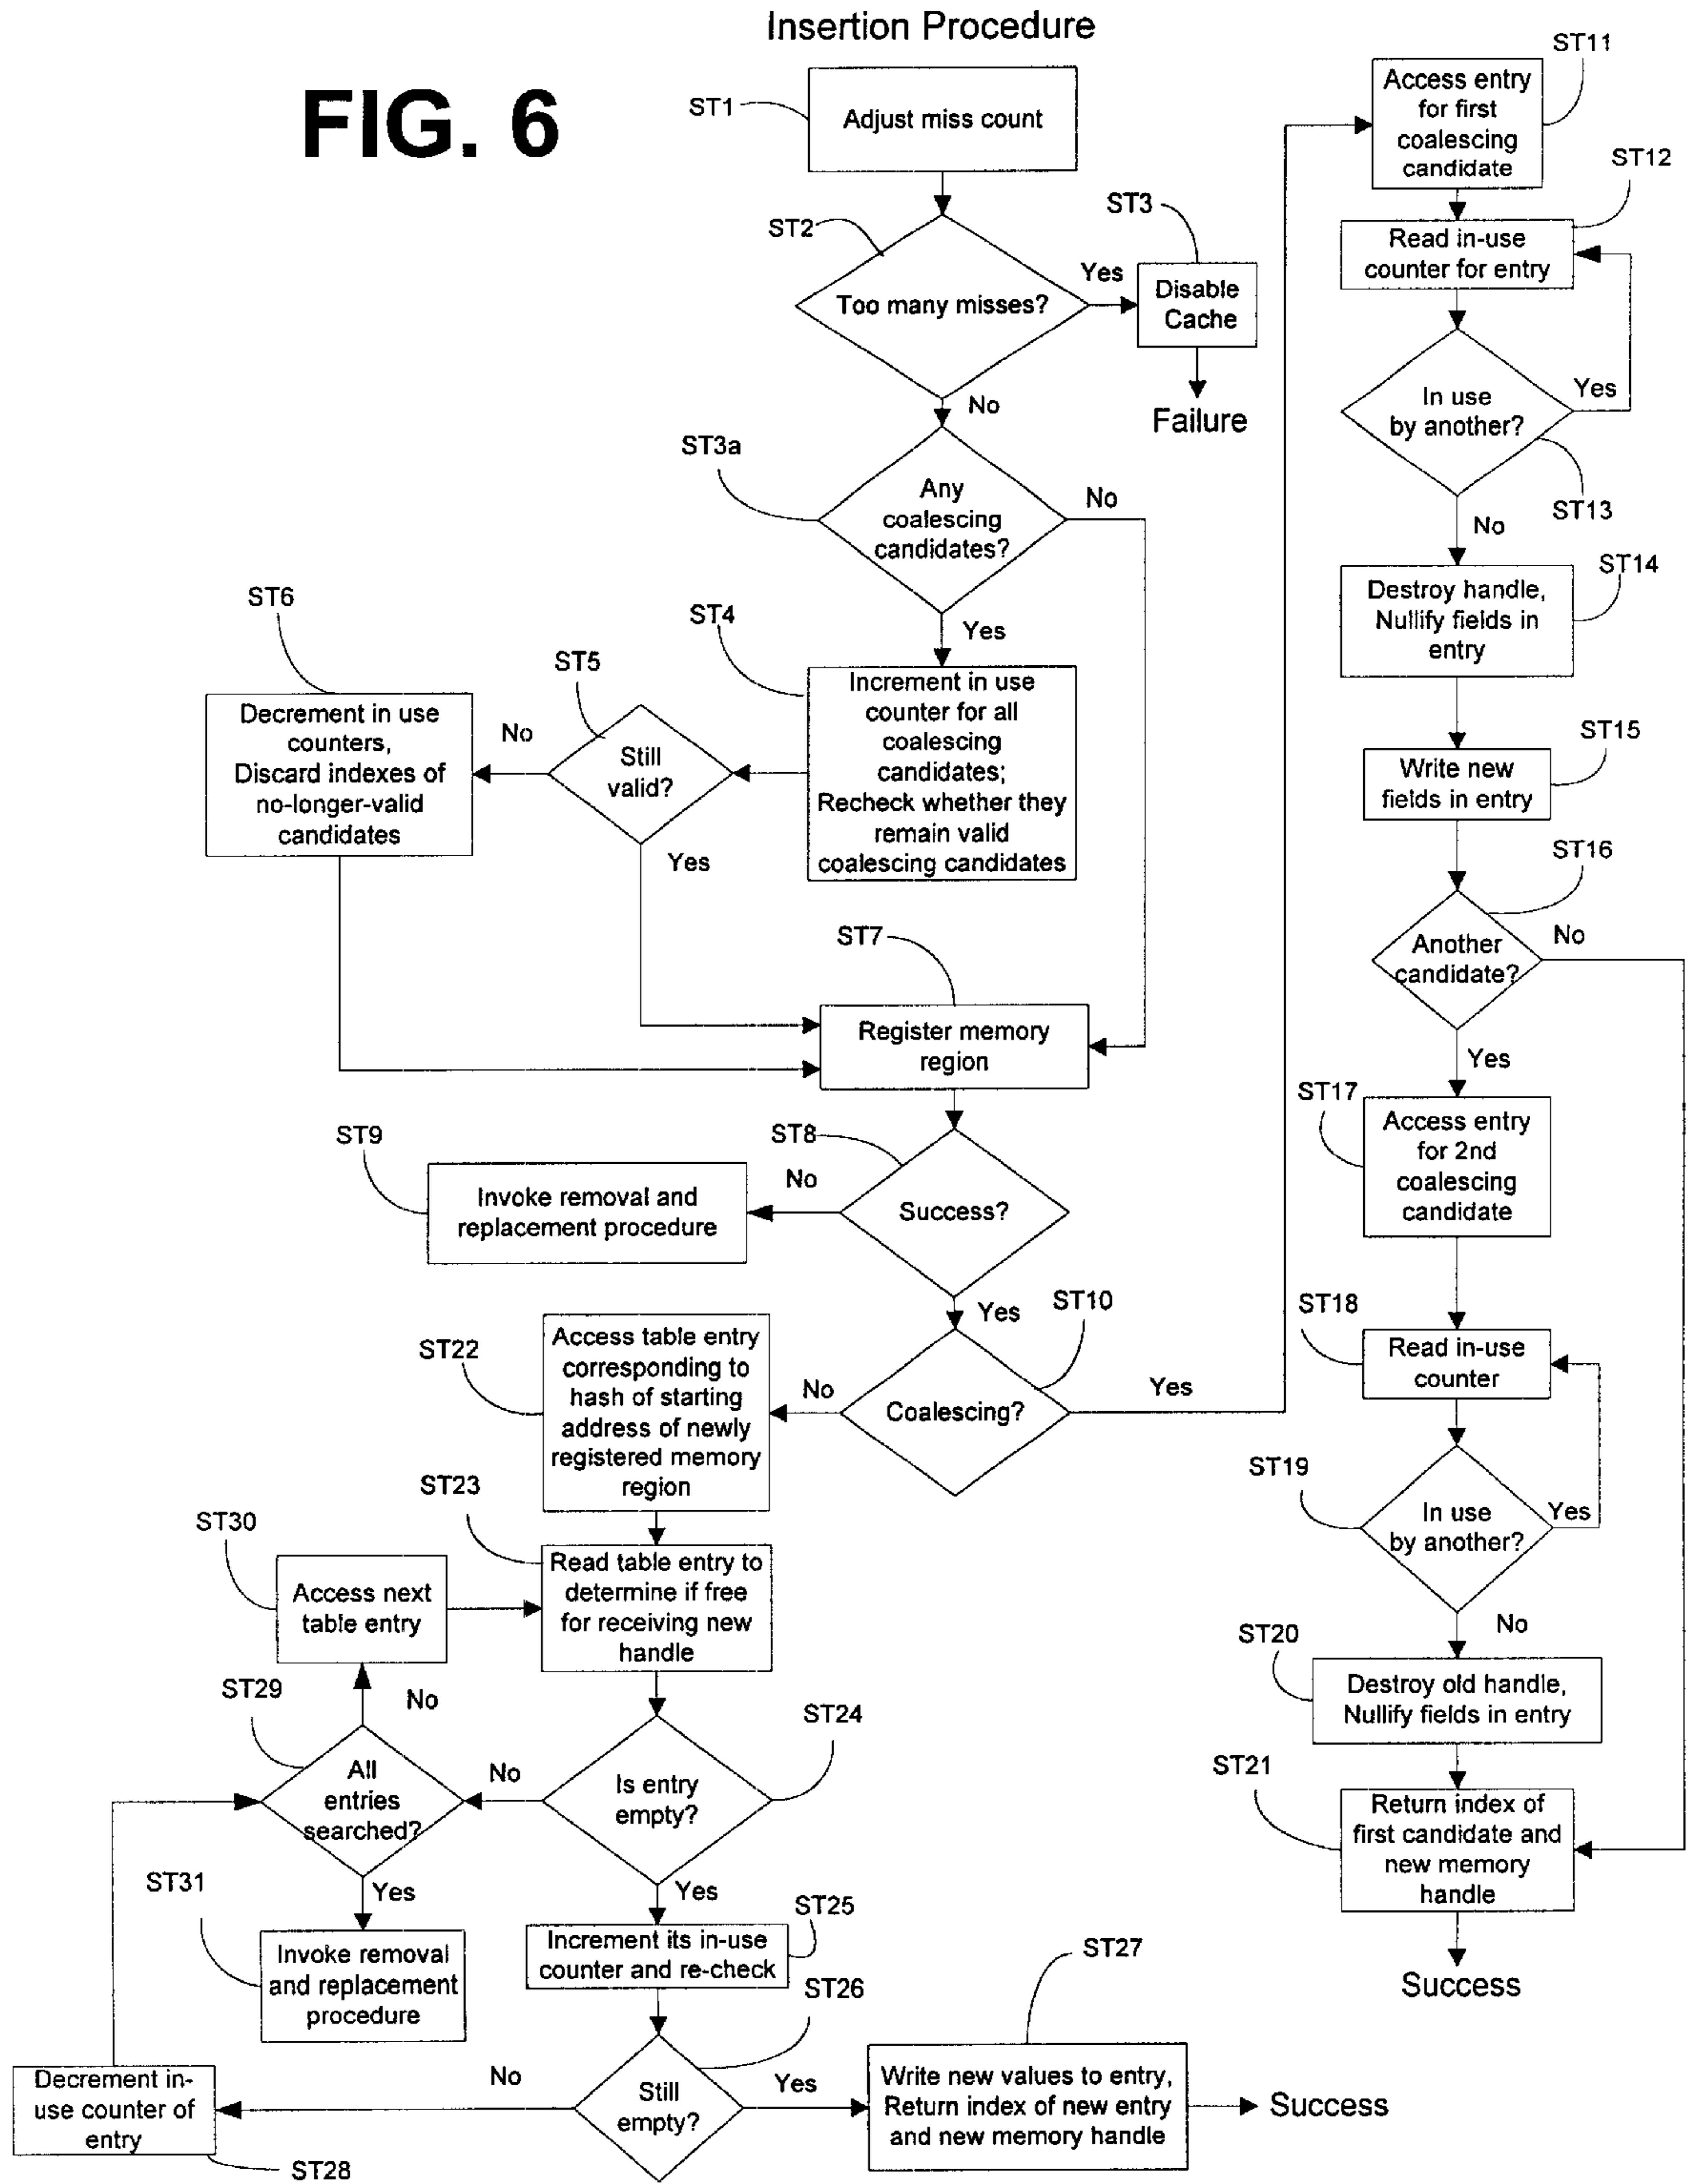 Insertion Procedure
FIG. 6
ST1
Adjust miss count
ST2
Too many misses?
Yes
ST3
Disable
Cache
Failure
No
ST3a
Any
coalescing
candidates?
No
Yes
ST4
Increment in use
counter for all
coalescing
candidates;
Recheck whether they
remain valid
coalescing candidates
ST5
Still
valid?
No
Yes
ST6
Decrement in use
counters,
Discard indexes of
no-longer-valid
candidates
ST7
Register memory
region
ST8
Success?
No
ST9
Invoke removal and
replacement procedure
Yes
ST10
Coalescing?
No
Yes
ST11
Access entry
for first
coalescing
candidate
ST12
Read in-use
counter for entry
In use
by another?
Yes
ST13
No
ST14
Destroy handle,
Nullify fields in
entry
ST15
Write new
fields in entry
ST16
Another
candidate?
No
Yes
ST17
Access entry
for 2nd
coalescing
candidate
ST18
Read in-use
counter
ST19
In use
by another?
Yes
No
ST20
Destroy old handle,
Nullify fields in entry
ST21
Return index of
first candidate and
new memory
handle
Success
ST22
Access table entry
corresponding to
hash of starting
address of newly
registered memory
region
ST23
Read table entry to
determine if free
for receiving new
handle
ST30
Access next
table entry
ST29
No
All
entries
searched?
No
ST24
Is entry
empty?
ST31
Yes
Invoke removal
and replacement
procedure
Yes
ST25
Increment its in-use
counter and re-check
ST26
Still
empty?
No
Yes
ST27
Write new values to entry,
Return index of new entry
and new memory handle
Success
Decrement in-
use counter of
entry
ST28